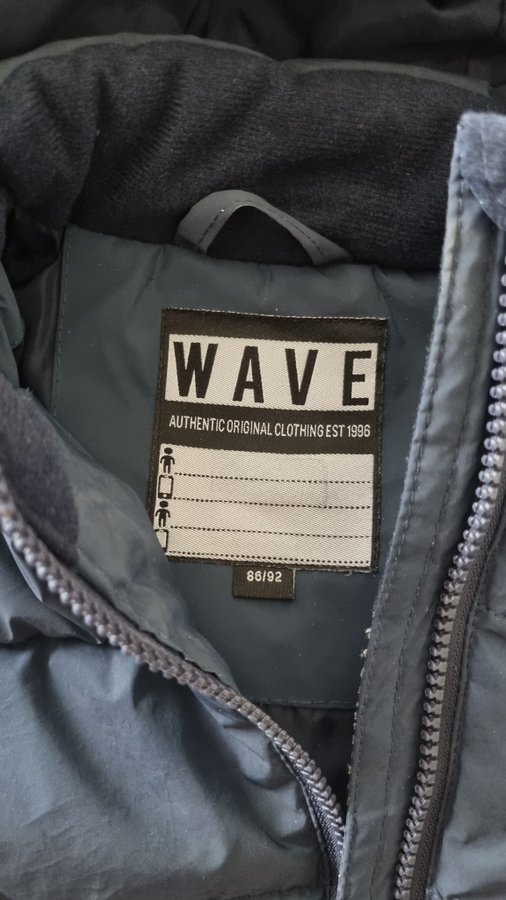 WAVE
AUTHENTIC ORIGINAL CLOTHING EST 1996
86/92